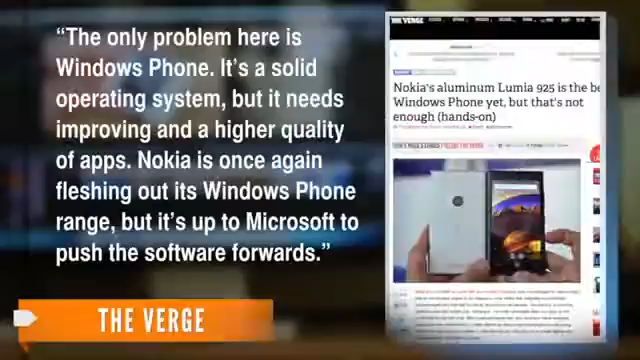 “The only problem here is
Windows Phone. It’s a solid
operating system, but it needs
improving and a higher quality
of apps. Nokia is once again
fleshing out its Windows Phone
range, but it’s up to Microsoft to
push the software forwards.”
THE VERGE
THE VERGE
Nokia's aluminum Lumia 925 is the be
Windows Phone yet, but that's not
enough (hands-on)